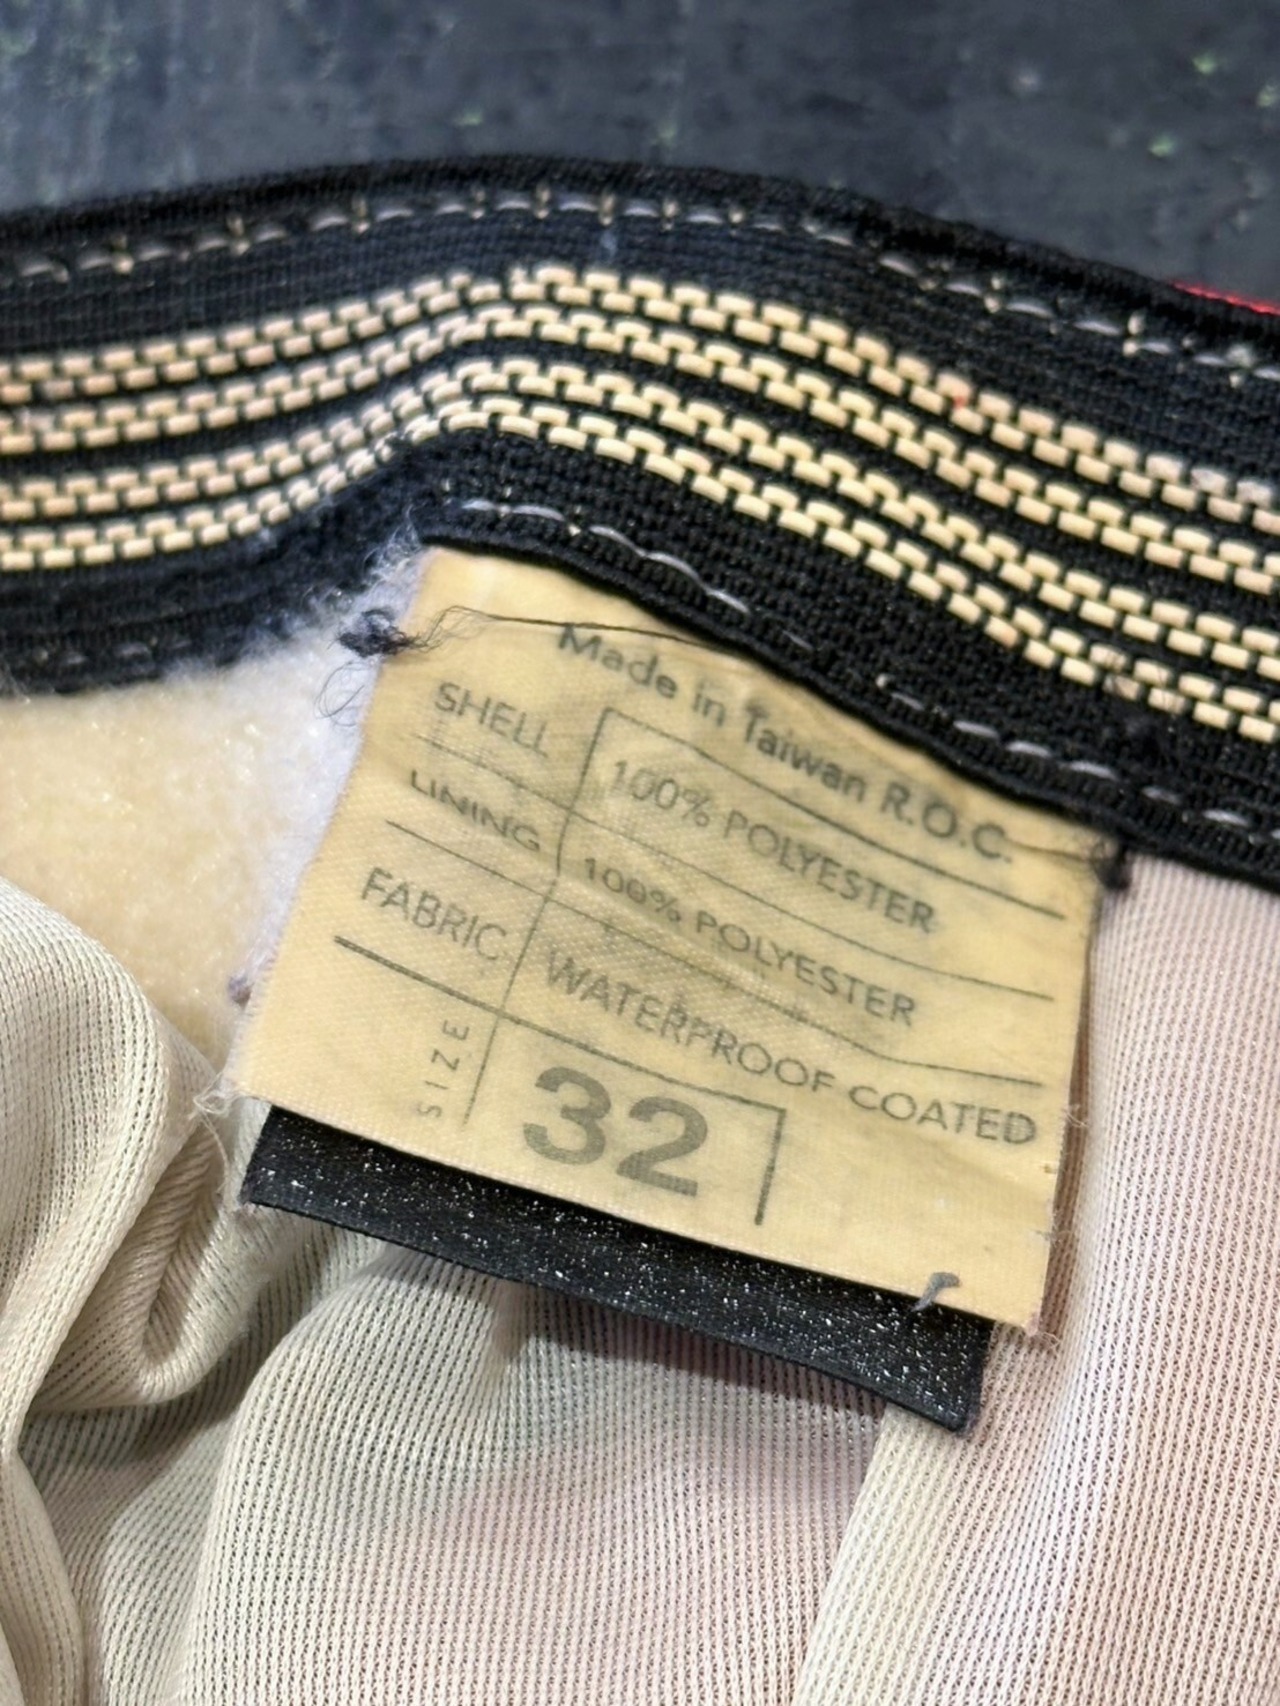 Made in Taiwan R.O.C.
SHELL 100% POLYESTER
LINING 100% POLYESTER
FABRIC WATERPROOF COATED
SIZE 32